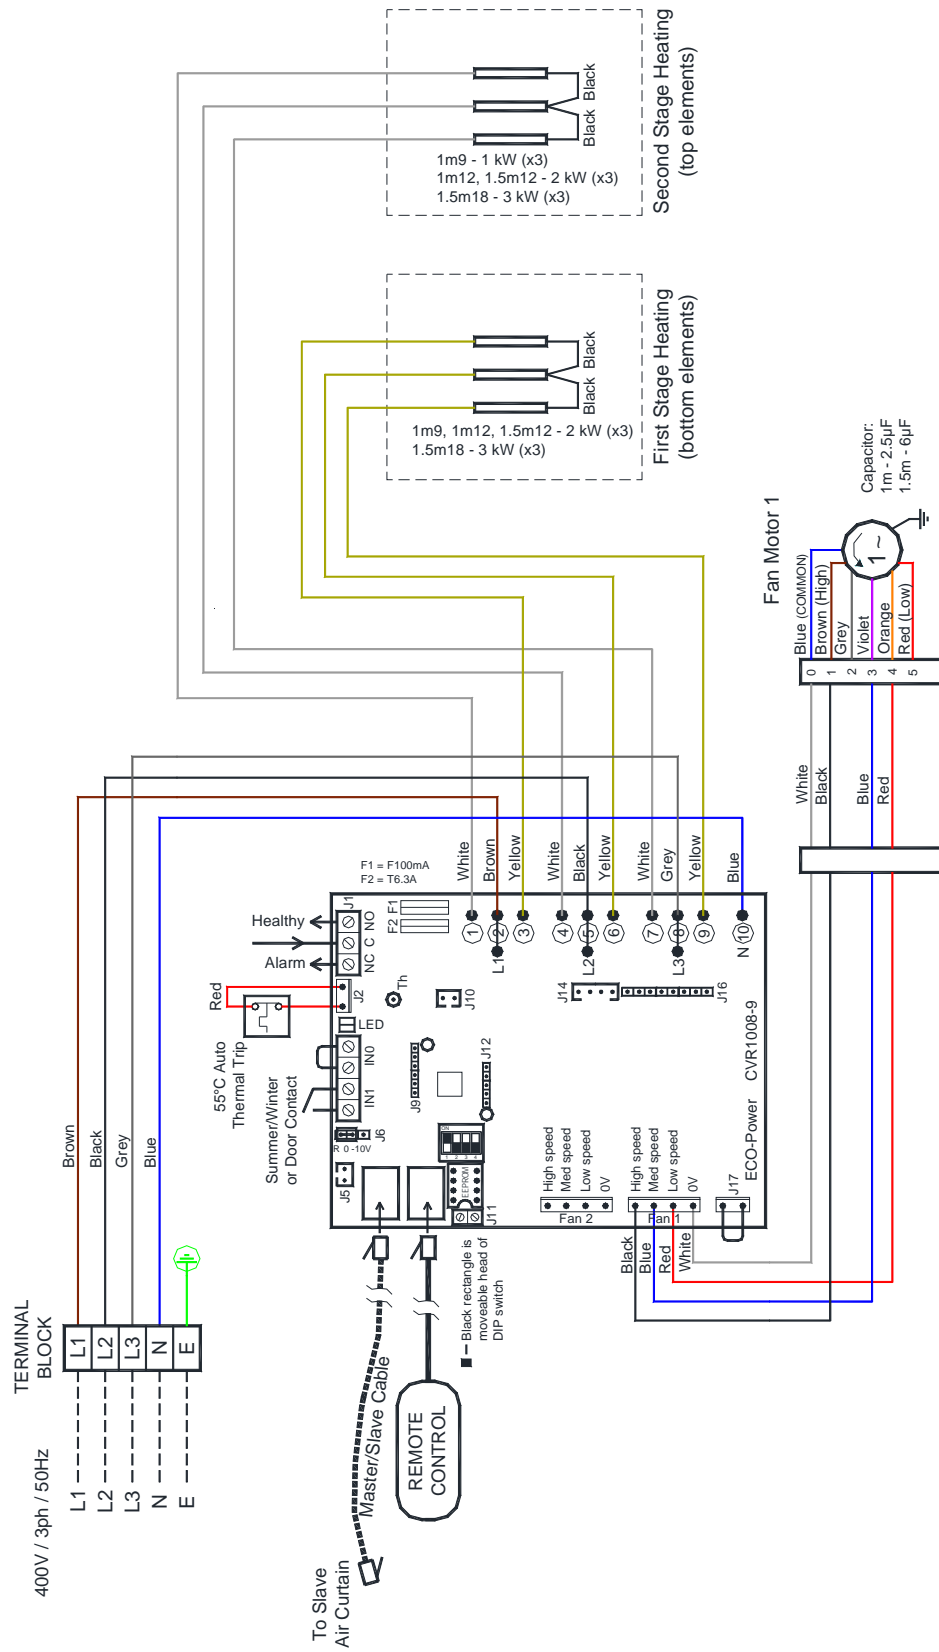 400V / 3ph / 50Hz
L1
L2
L3
N
E
TERMINAL
BLOCK
L1
L2
L3
N
E
Brown
Black
Grey
Blue
To Slave
Air Curtain
Master/Slave Cable
REMOTE
CONTROL
Black rectangle is
moveable head of
DIP switch
55°C Auto
Thermal Trip
Red
Summer/Winter
or Door Contact
Healthy
Alarm
F1 = F100mA
F2 = T6.3A
J1
NO
C
NC
F1
F2
J2
LED
IN0
IN1
J6
R 0 -10V
J5
Th
J10
J9
J12
ON
1 2 3 4
EEPROM
J11
J14
J16
L1
L2
L3
N
1
2
3
4
5
6
7
8
9
10
White
Brown
Yellow
White
Black
Yellow
White
Grey
Yellow
Blue
High speed
Med speed
Low speed
0V
Fan 2
High speed
Med speed
Low speed
0V
Fan 1
J17
ECO-Power CVR1008-9
Black
Blue
Red
White
White
Black
Blue
Red
0
1
2
3
4
5
Blue (COMMON)
Brown (High)
Grey
Violet
Orange
Red (Low)
1 ~
Fan Motor 1
Capacitor:
1m - 2.5µF
1.5m - 6µF
Black
Black
1m9, 1m12, 1.5m12 - 2 kW (x3)
1.5m18 - 3 kW (x3)
First Stage Heating
(bottom elements)
Black
Black
1m9 - 1 kW (x3)
1m12, 1.5m12 - 2 kW (x3)
1.5m18 - 3 kW (x3)
Second Stage Heating
(top elements)